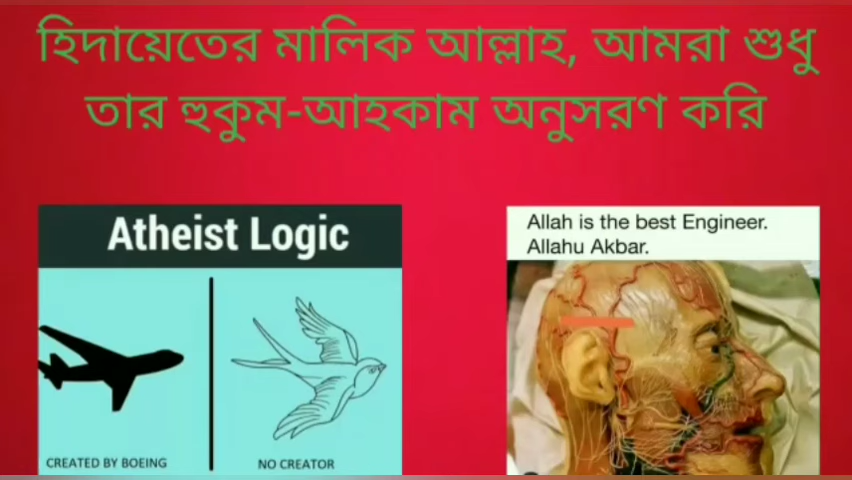 হিদায়েতের মালিক আল্লাহ, আমরা শুধু
তার হুকুম-আহকাম অনুসরণ করি
Atheist Logic
CREATED BY BOEING
NO CREATOR
Allah is the best Engineer.
Allahu Akbar.